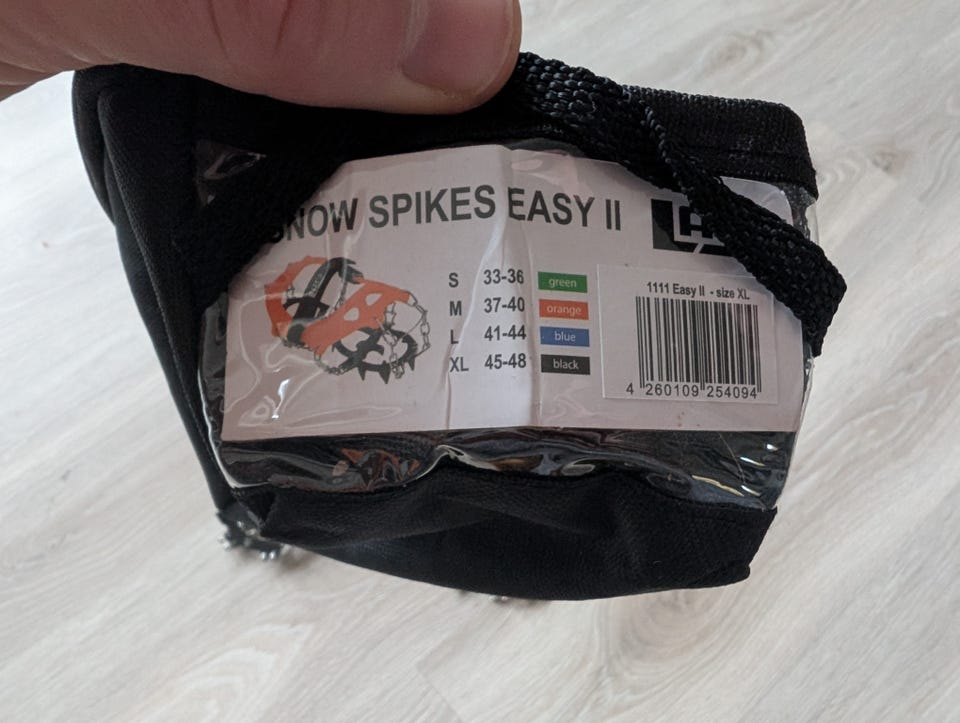 SNOW SPIKES EASY II
S 33-36 green
M 37-40 orange
L 41-44 blue
XL 45-48 black
1111 Easy II - size XL
4 260109 254094